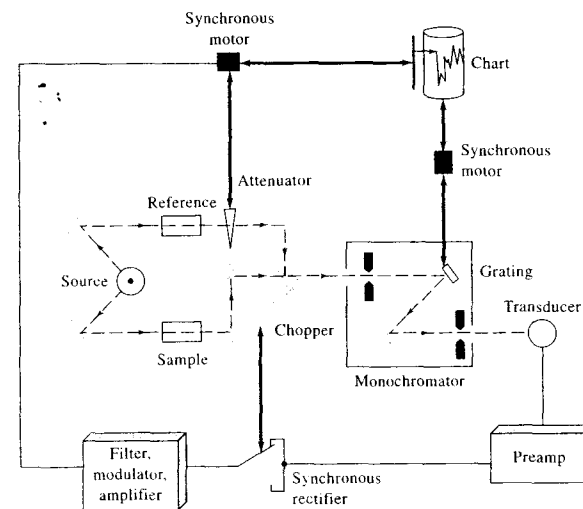 Synchronous
motor
Chart
Synchronous
motor
Attenuator
Reference
Source
Grating
Transducer
Chopper
Sample
Monochromator
Filter,
modulator,
amplifier
Synchronous
rectifier
Preamp